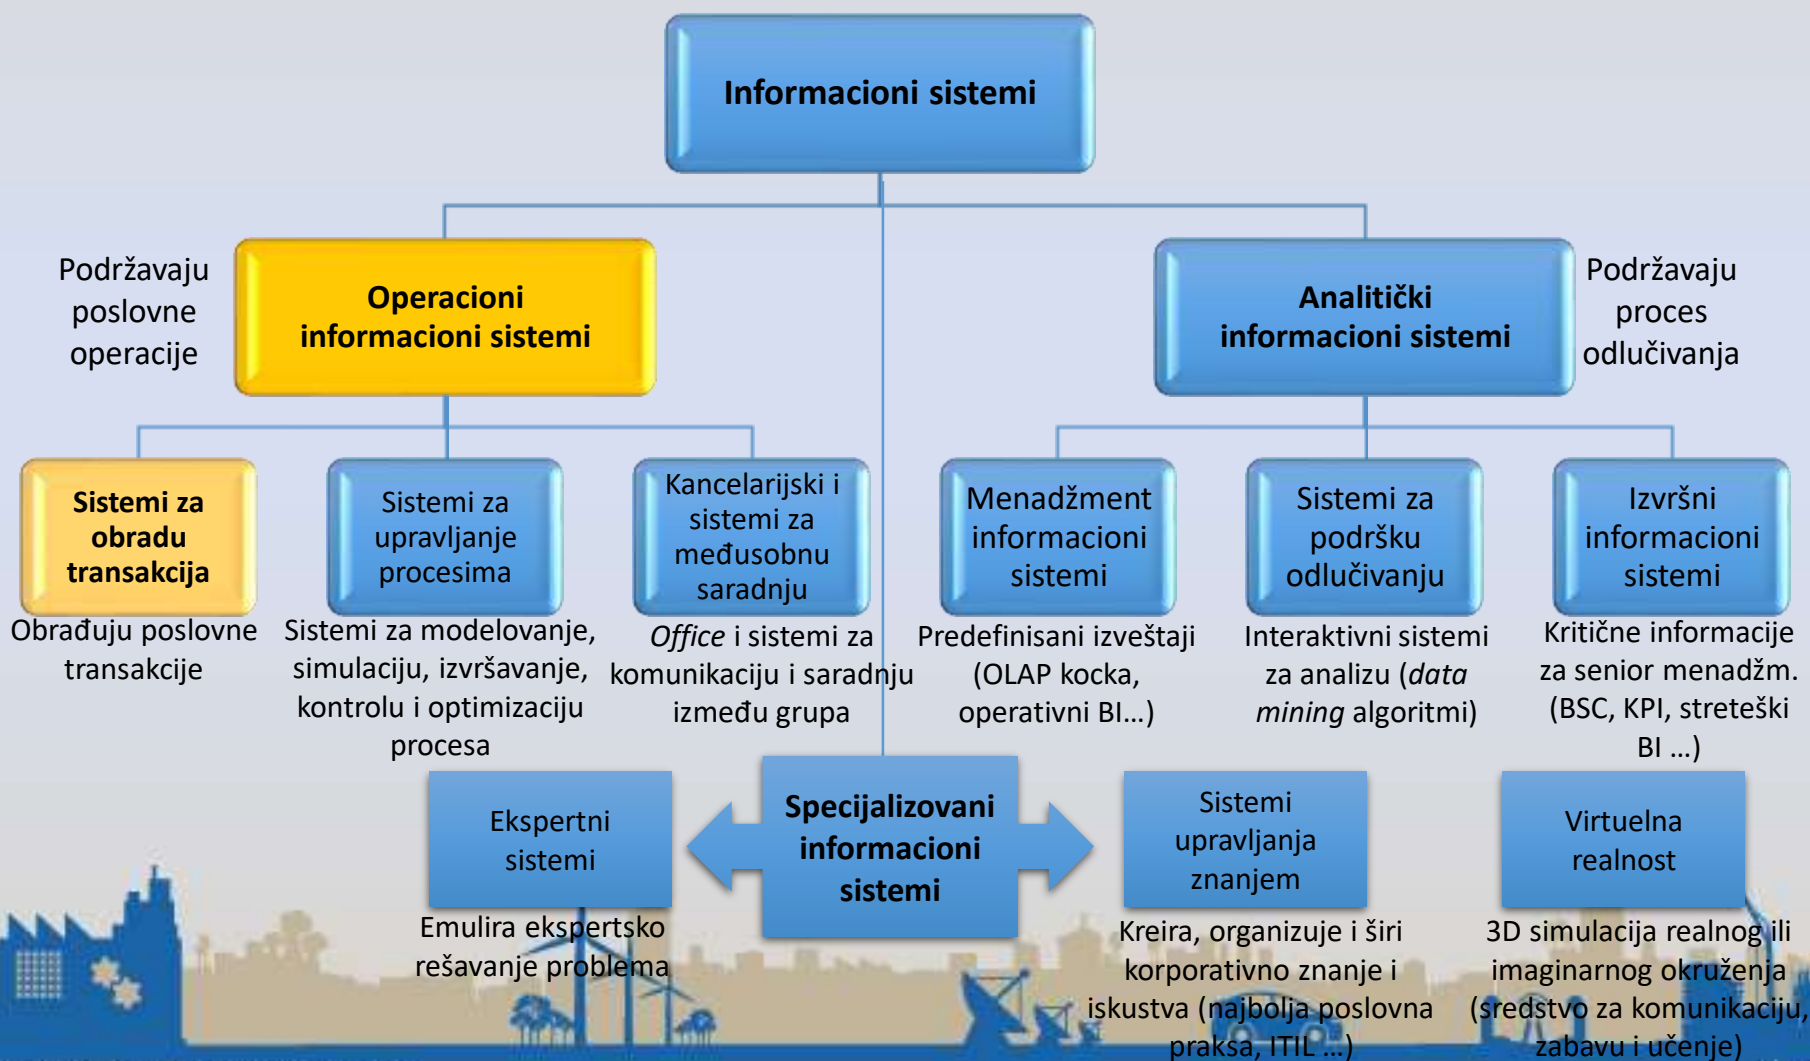 Informacioni sistemi
Podržavaju
poslovne
operacije
Operacioni
informacioni sistemi
Analitički
informacioni sistemi
Podržavaju
proces
odlučivanja
Sistemi za
obradu
transakcija
Obrađuju poslovne
transakcije
Sistemi za
upravljanje
procesima
Sistemi za modelovanje,
simulaciju, izvršavanje,
kontrolu i optimizaciju
procesa
Kancelarijski i
sistemi za
međusobnu
saradnju
Office i sistemi za
komunikaciju i saradnju
između grupa
Menadžment
informacioni
sistemi
Predefinisani izveštaji
(OLAP kocka,
operativni BI...)
Sistemi za
podršku
odlučivanju
Interaktivni sistemi
za analizu (data
mining algoritmi)
Izvršni
informacioni
sistemi
Kritične informacije
za senior menadžm.
(BSC, KPI, streteški
BI ...)
Ekspertni
sistemi
Emulira ekspertsko
rešavanje problema
Specijalizovani
informacioni
sistemi
Sistemi
upravljanja
znanjem
Kreira, organizuje i širi
korporativno znanje i
iskustva (najbolja poslovna
praksa, ITIL ...)
Virtuelna
realnost
3D simulacija realnog ili
imaginarnog okruženja
(sredstvo za komunikaciju,
zabavu i učenje)